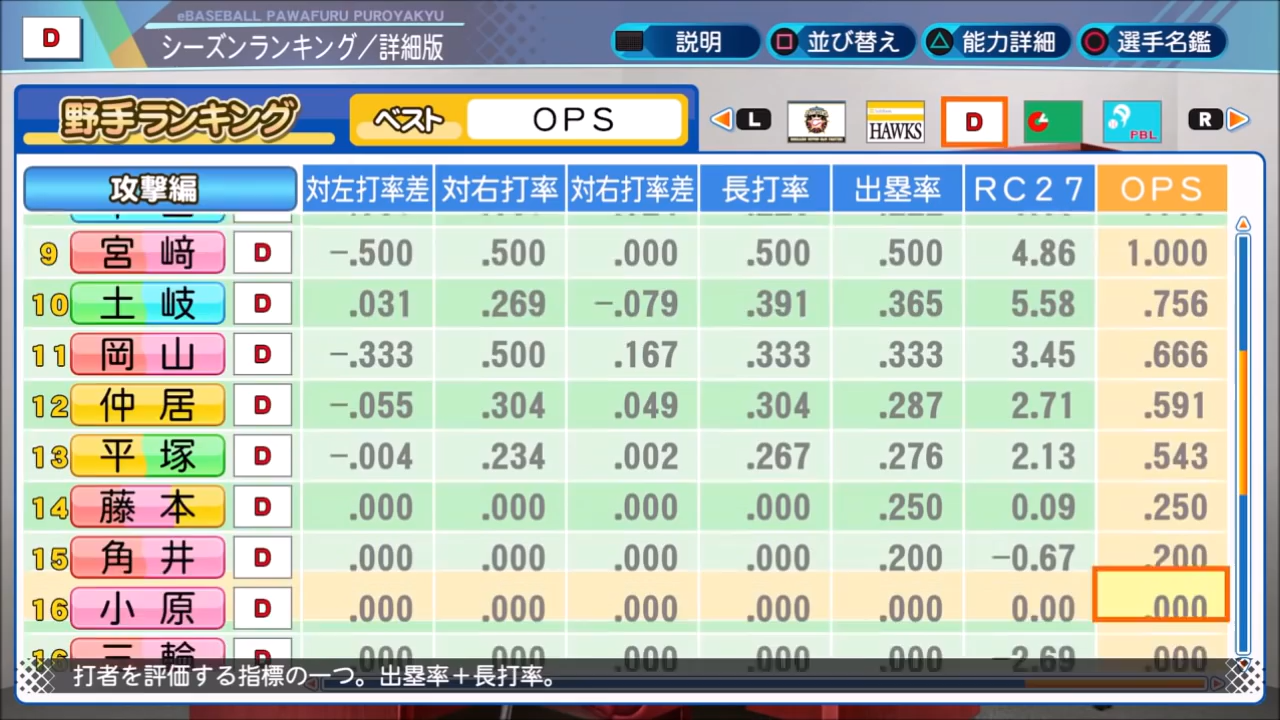 eBASEBALL PAWAFURU PUROYAKYU
D シーズンランキング／詳細版 説明 並び替え 能力詳細 選手名鑑
野手ランキング ベスト OPS L HAWKS D PBL R
攻撃編 対左打率差 対右打率 対右打率差 長打率 出塁率 RC27 OPS
9 宮﨑 D -.500 .500 .000 .500 .500 4.86 1.000
10 土岐 D .031 .269 -.079 .391 .365 5.58 .756
11 岡山 D -.333 .500 .167 .333 .333 3.45 .666
12 仲居 D -.055 .304 .049 .304 .287 2.71 .591
13 平塚 D -.004 .234 .002 .267 .276 2.13 .543
14 藤本 D .000 .000 .000 .000 .250 0.09 .250
15 角井 D .000 .000 .000 .000 .200 -0.67 .200
16 小原 D .000 .000 .000 .000 .000 0.00 .000
16 三輪 D .000 .000 .000 .000 .000 -2.69 .000
打者を評価する指標の一つ。出塁率＋長打率。